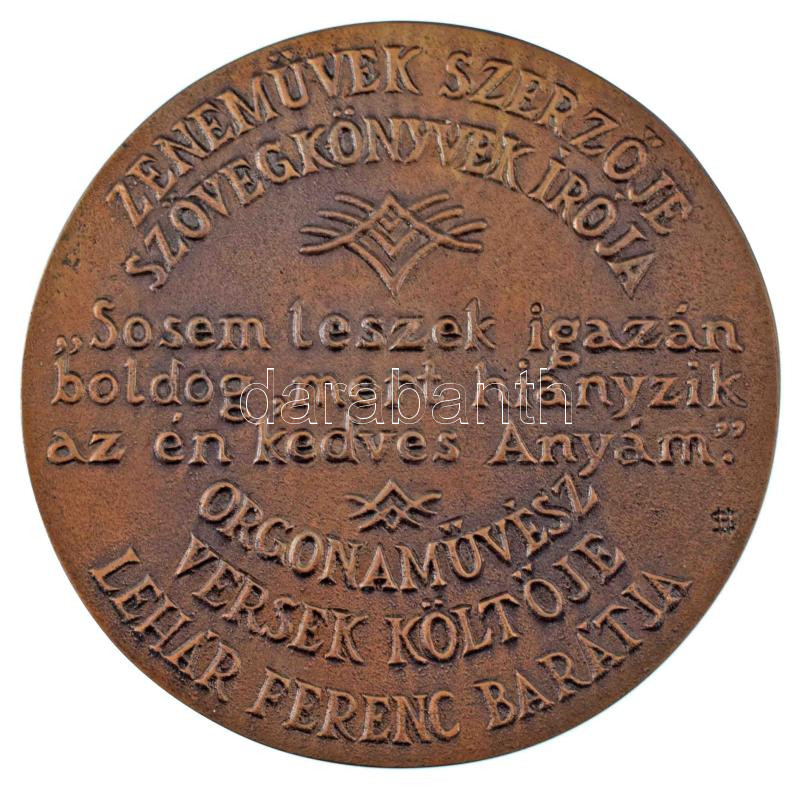 ZENEMŰVEK SZERZŐJE
SZÖVEGKÖNYVEK ÍRÓJA
„Sosem leszek igazán
boldog, mert hiányzik
az én kedves Anyám."
ORGONAMŰVÉSZ
VERSEK KÖLTŐJE
LEHÁR FERENC BARÁTJA
darabanth